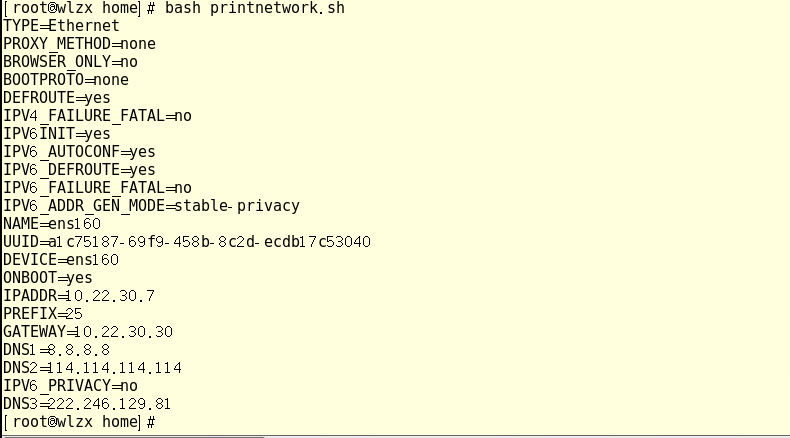 [root@wlzx home]# bash printnetwork.sh
TYPE=Ethernet
PROXY_METHOD=none
BROWSER_ONLY=no
BOOTPROTO=none
DEFROUTE=yes
IPV4_FAILURE_FATAL=no
IPV6INIT=yes
IPV6_AUTOCONF=yes
IPV6_DEFROUTE=yes
IPV6_FAILURE_FATAL=no
IPV6_ADDR_GEN_MODE=stable-privacy
NAME=ens160
UUID=a1c75187-69f9-458b-8c2d-ecdb17c53040
DEVICE=ens160
ONBOOT=yes
IPADDR=10.22.30.7
PREFIX=25
GATEWAY=10.22.30.30
DNS1=8.8.8.8
DNS2=114.114.114.114
IPV6_PRIVACY=no
DNS3=222.246.129.81
[root@wlzx home]#